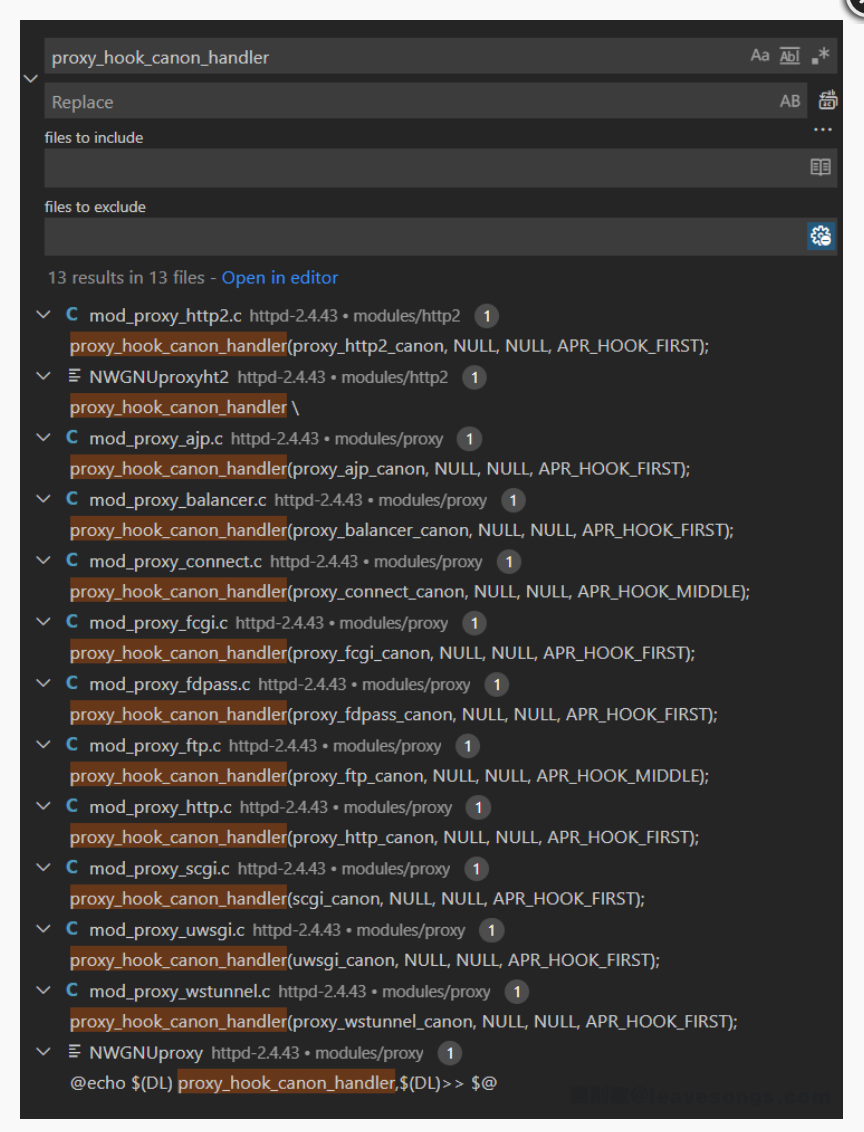 proxy_hook_canon_handler Aa Abl .*
Replace AB
files to include
files to exclude
13 results in 13 files - Open in editor
C mod_proxy_http2.c httpd-2.4.43 • modules/http2 1
proxy_hook_canon_handler(proxy_http2_canon, NULL, NULL, APR_HOOK_FIRST);
NWGNUproxyht2 httpd-2.4.43 • modules/http2 1
proxy_hook_canon_handler \
C mod_proxy_ajp.c httpd-2.4.43 • modules/proxy 1
proxy_hook_canon_handler(proxy_ajp_canon, NULL, NULL, APR_HOOK_FIRST);
C mod_proxy_balancer.c httpd-2.4.43 • modules/proxy 1
proxy_hook_canon_handler(proxy_balancer_canon, NULL, NULL, APR_HOOK_FIRST);
C mod_proxy_connect.c httpd-2.4.43 • modules/proxy 1
proxy_hook_canon_handler(proxy_connect_canon, NULL, NULL, APR_HOOK_MIDDLE);
C mod_proxy_fcgi.c httpd-2.4.43 • modules/proxy 1
proxy_hook_canon_handler(proxy_fcgi_canon, NULL, NULL, APR_HOOK_FIRST);
C mod_proxy_fdpass.c httpd-2.4.43 • modules/proxy 1
proxy_hook_canon_handler(proxy_fdpass_canon, NULL, NULL, APR_HOOK_FIRST);
C mod_proxy_ftp.c httpd-2.4.43 • modules/proxy 1
proxy_hook_canon_handler(proxy_ftp_canon, NULL, NULL, APR_HOOK_MIDDLE);
C mod_proxy_http.c httpd-2.4.43 • modules/proxy 1
proxy_hook_canon_handler(proxy_http_canon, NULL, NULL, APR_HOOK_FIRST);
C mod_proxy_scgi.c httpd-2.4.43 • modules/proxy 1
proxy_hook_canon_handler(scgi_canon, NULL, NULL, APR_HOOK_FIRST);
C mod_proxy_uwsgi.c httpd-2.4.43 • modules/proxy 1
proxy_hook_canon_handler(uwsgi_canon, NULL, NULL, APR_HOOK_FIRST);
C mod_proxy_wstunnel.c httpd-2.4.43 • modules/proxy 1
proxy_hook_canon_handler(proxy_wstunnel_canon, NULL, NULL, APR_HOOK_FIRST);
NWGNUproxy httpd-2.4.43 • modules/proxy 1
@echo $(DL) proxy_hook_canon_handler,$(DL)>> $@